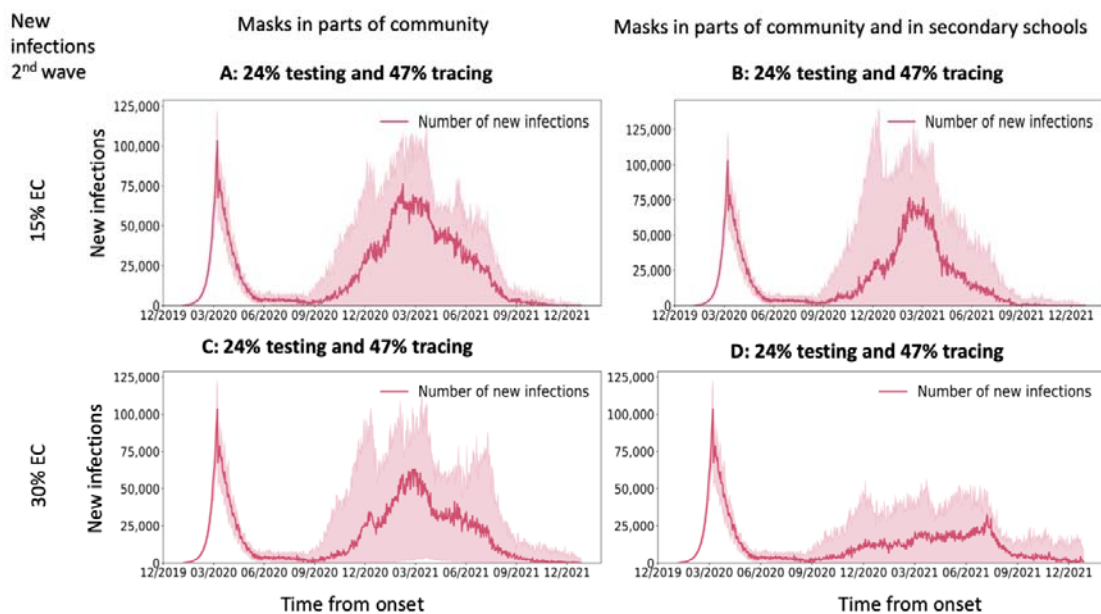 New
infections
2nd wave
Masks in parts of community
Masks in parts of community and in secondary schools
A: 24% testing and 47% tracing
B: 24% testing and 47% tracing
15% EC
New infections
125,000
100,000
75,000
50,000
25,000
0
Number of new infections
12/2019 03/2020 06/2020 09/2020 12/2020 03/2021 06/2021 09/2021 12/2021
125,000
100,000
75,000
50,000
25,000
0
Number of new infections
12/2019 03/2020 06/2020 09/2020 12/2020 03/2021 06/2021 09/2021 12/2021
C: 24% testing and 47% tracing
D: 24% testing and 47% tracing
30% EC
New infections
125,000
100,000
75,000
50,000
25,000
0
Number of new infections
12/2019 03/2020 06/2020 09/2020 12/2020 03/2021 06/2021 09/2021 12/2021
125,000
100,000
75,000
50,000
25,000
0
Number of new infections
12/2019 03/2020 06/2020 09/2020 12/2020 03/2021 06/2021 09/2021 12/2021
Time from onset
Time from onset